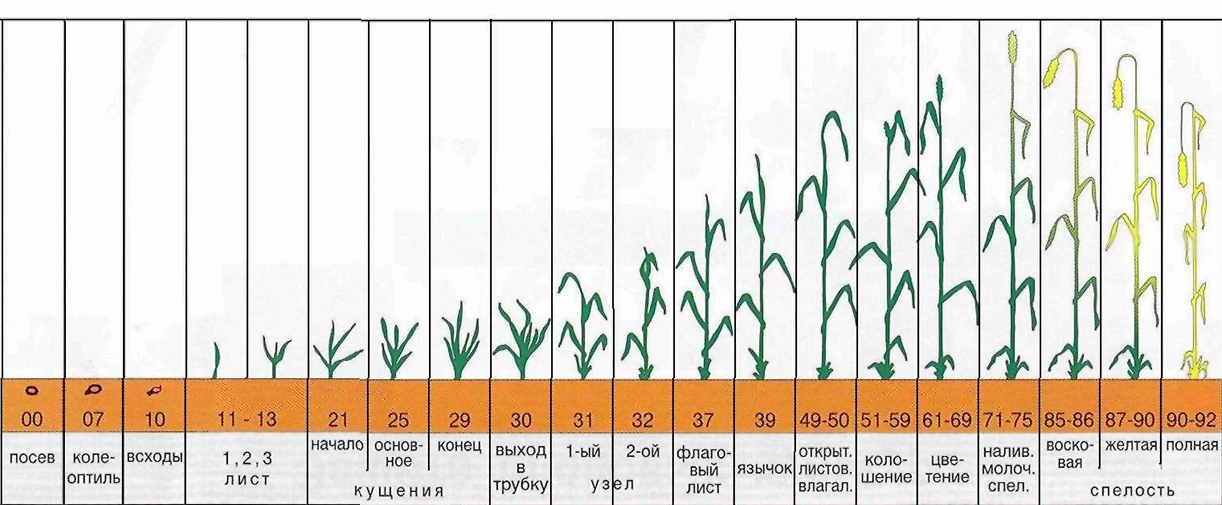 00 07 10 11 - 13 21 25 29 30 31 32 37 39 49-50 51-59 61-69 71-75 85-86 87-90 90-92
посев
коле-
оптиль
всходы
1, 2, 3
лист
начало
основ-
ное
конец
кущения
выход
в
трубку
1-ый
2-ой
узел
флаго-
вый
лист
язычок
открыт.
листов.
влагал.
коло-
шение
цве-
тение
налив.
молоч.
спел.
воско-
вая
желтая
полная
спелость